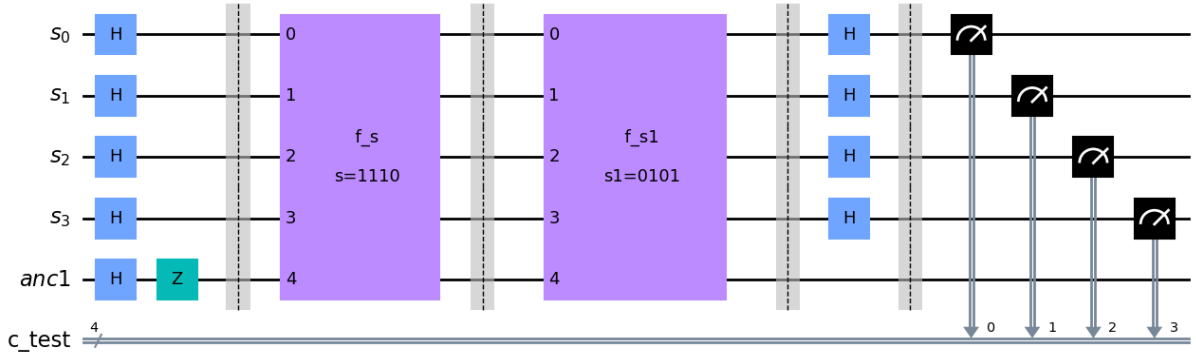 s0 H 0 0 H
s1 H 1 f_s 1 f_s1 H
s2 H 2 s=1110 2 s1=0101 H
s3 H 3 3 H
anc1 H Z 4 4
c_test 4 0 1 2 3